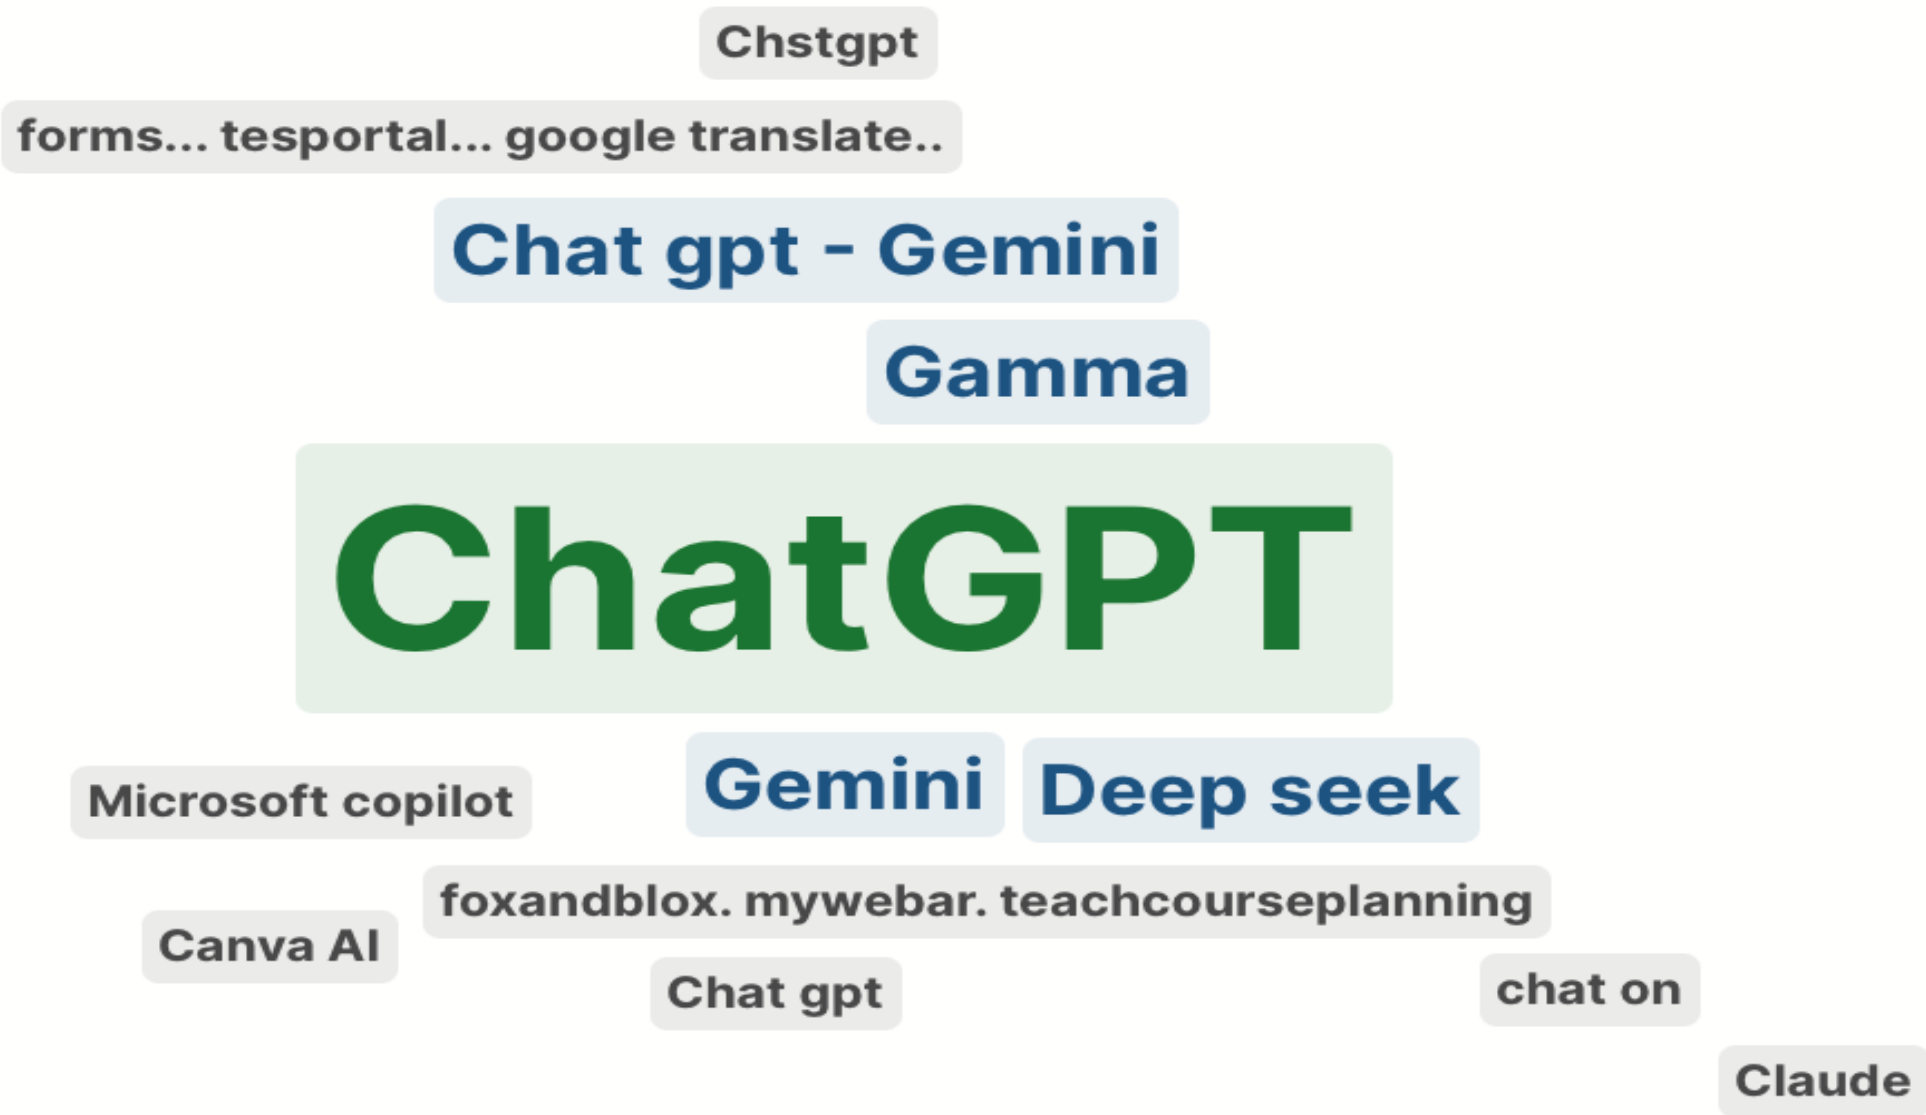 Chstgpt
forms... tesportal... google translate..
Chat gpt - Gemini
Gamma
ChatGPT
Gemini
Deep seek
Microsoft copilot
foxandblox. mywebar. teachcourseplanning
Canva AI
Chat gpt
chat on
Claude